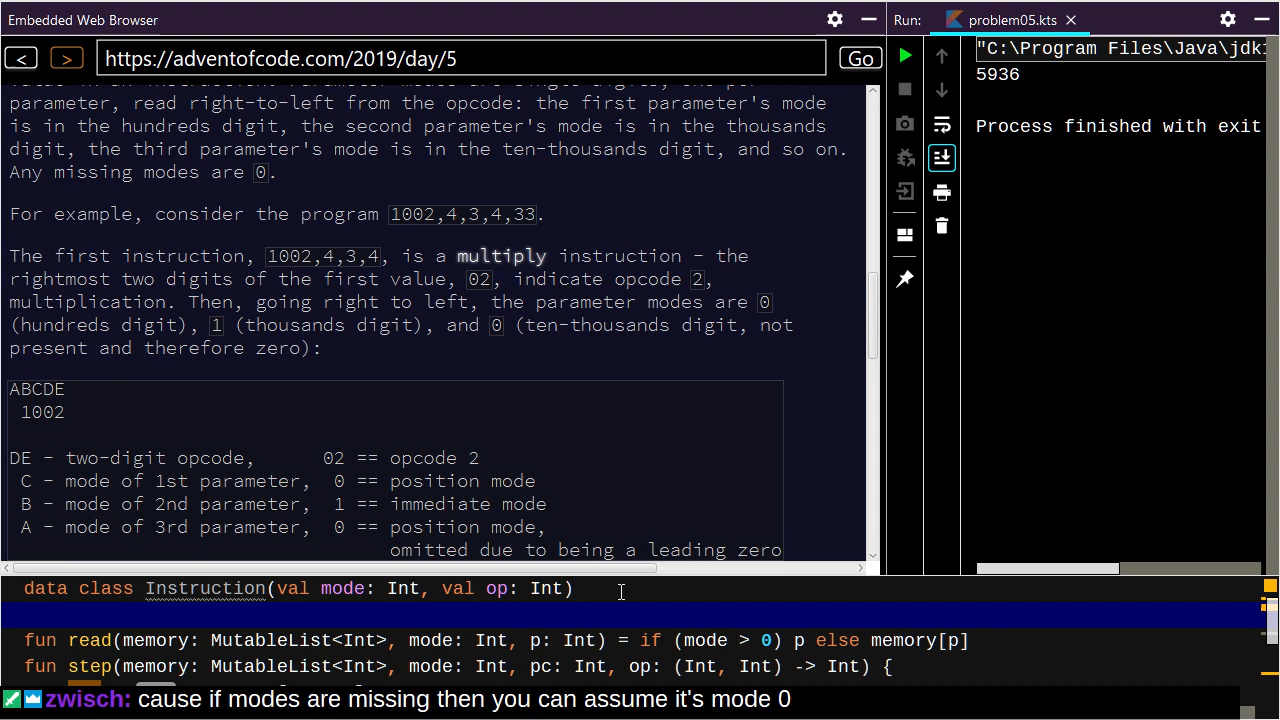 Embedded Web Browser
Run: problem05.kts
< > https://adventofcode.com/2019/day/5 Go
"C:\Program Files\Java\jdk1
5936
Process finished with exit
parameter, read right-to-left from the opcode: the first parameter's mode
is in the hundreds digit, the second parameter's mode is in the thousands
digit, the third parameter's mode is in the ten-thousands digit, and so on.
Any missing modes are 0.
For example, consider the program 1002,4,3,4,33.
The first instruction, 1002,4,3,4, is a multiply instruction - the
rightmost two digits of the first value, 02, indicate opcode 2,
multiplication. Then, going right to left, the parameter modes are 0
(hundreds digit), 1 (thousands digit), and 0 (ten-thousands digit, not
present and therefore zero):
ABCDE
1002
DE - two-digit opcode, 02 == opcode 2
C - mode of 1st parameter, 0 == position mode
B - mode of 2nd parameter, 1 == immediate mode
A - mode of 3rd parameter, 0 == position mode,
omitted due to being a leading zero
data class Instruction(val mode: Int, val op: Int)
fun read(memory: MutableList<Int>, mode: Int, p: Int) = if (mode > 0) p else memory[p]
fun step(memory: MutableList<Int>, mode: Int, pc: Int, op: (Int, Int) -> Int) {
zwisch: cause if modes are missing then you can assume it's mode 0